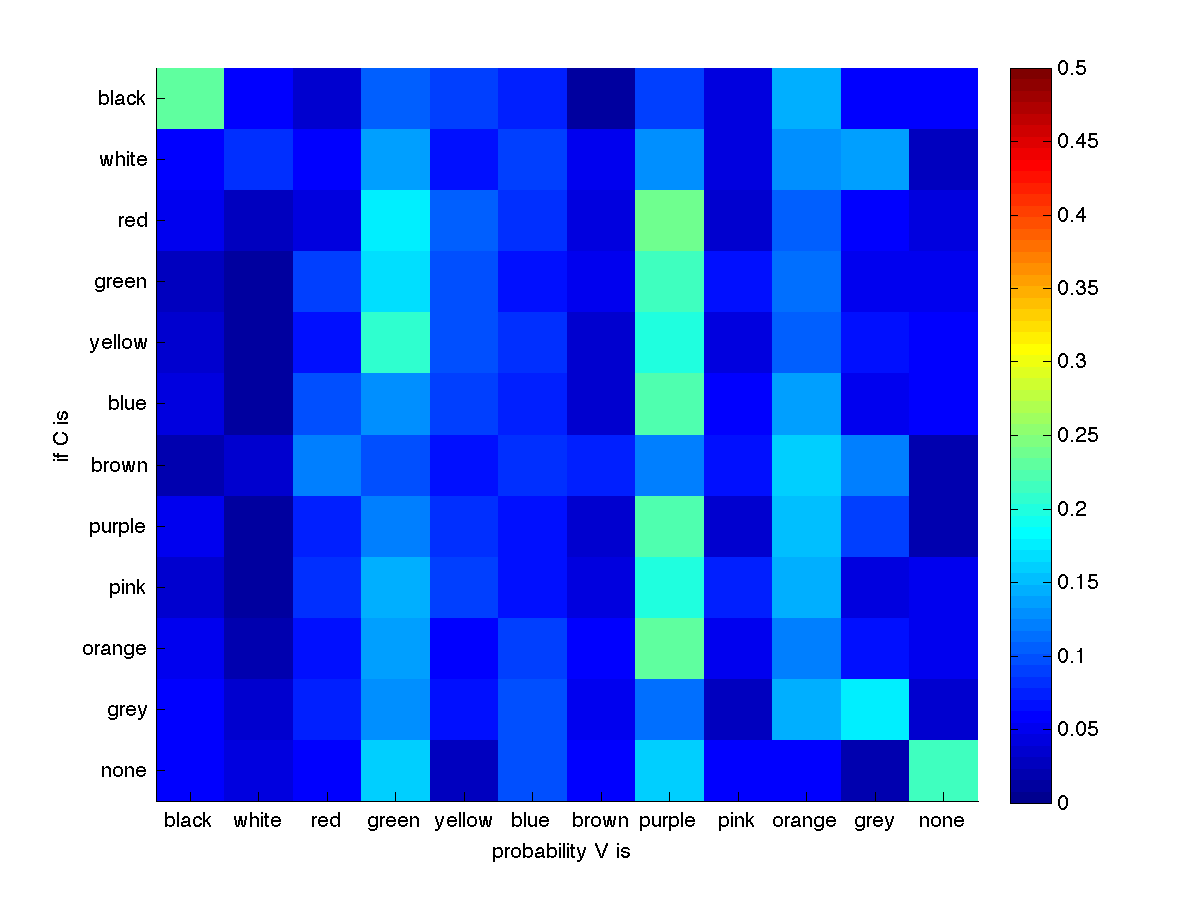 black
white
red
green
yellow
blue
brown
purple
pink
orange
grey
none
if C is
black white red green yellow blue brown purple pink orange grey none
probability V is
0.5
0.45
0.4
0.35
0.3
0.25
0.2
0.15
0.1
0.05
0